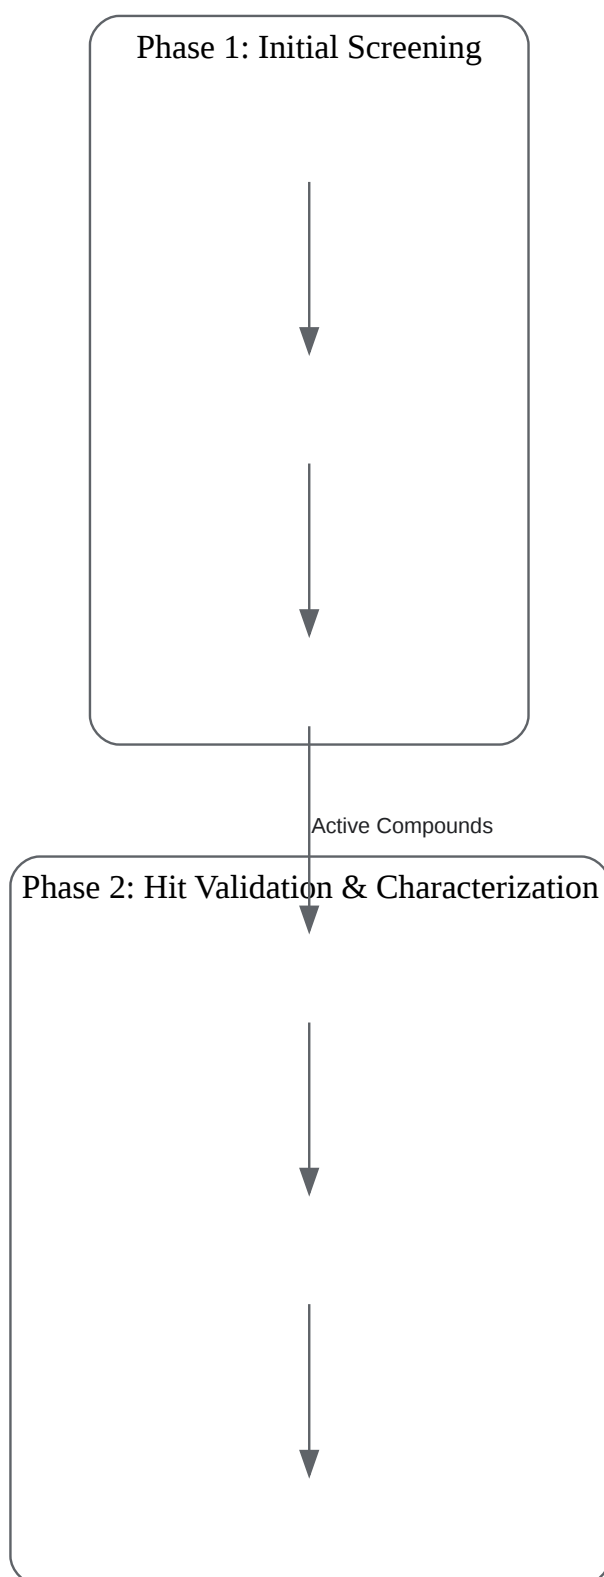 Phase 1: Initial Screening
Active Compounds
Phase 2: Hit Validation & Characterization